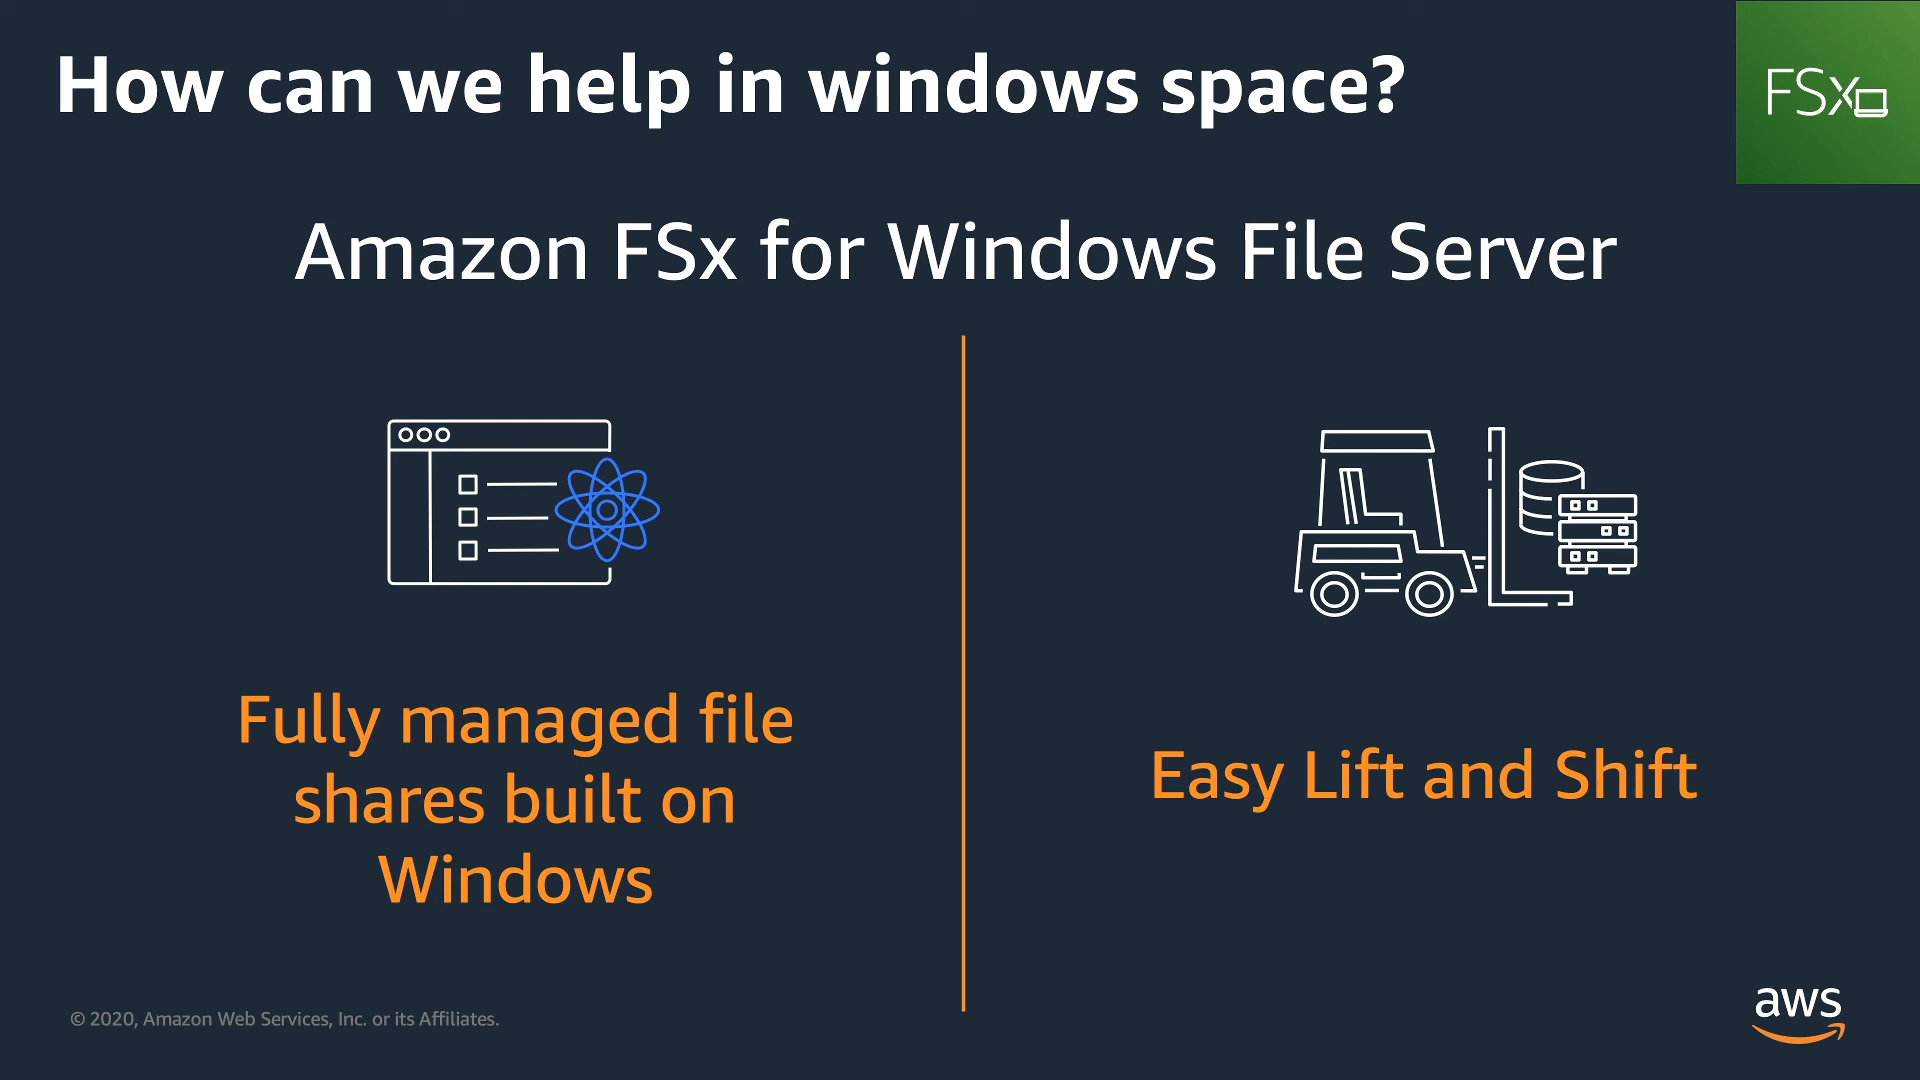 How can we help in windows space?
FSx
Amazon FSx for Windows File Server
Fully managed file
shares built on
Windows
Easy Lift and Shift
© 2020, Amazon Web Services, Inc. or its Affiliates.
aws